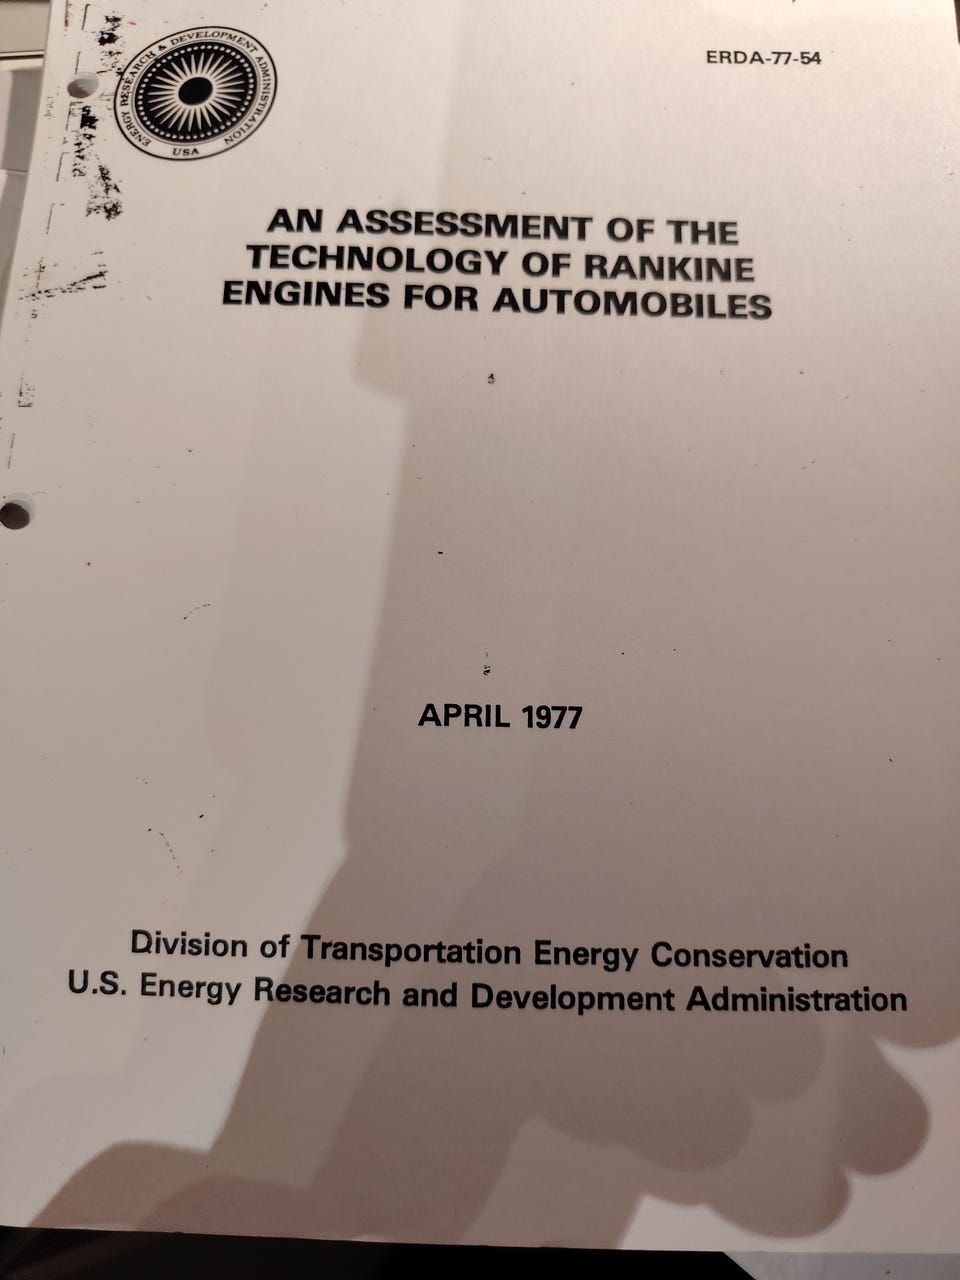 ENERGY RESEARCH & DEVELOPMENT ADMINISTRATION
USA
ERDA-77-54
AN ASSESSMENT OF THE
TECHNOLOGY OF RANKINE
ENGINES FOR AUTOMOBILES
APRIL 1977
Division of Transportation Energy Conservation
U.S. Energy Research and Development Administration